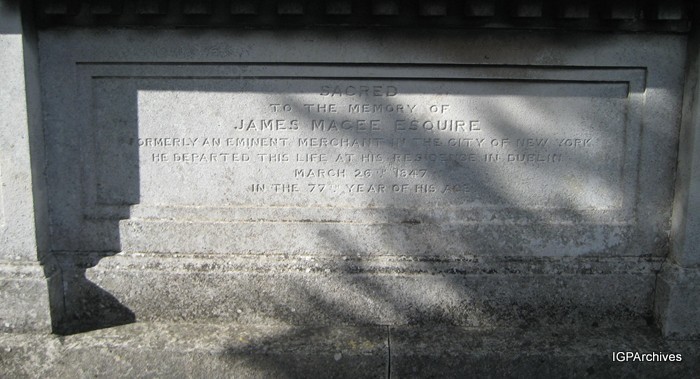 SACRED
TO THE MEMORY OF
JAMES MAGEE ESQUIRE
FORMERLY AN EMINENT MERCHANT IN THE CITY OF NEW YORK
HE DEPARTED THIS LIFE AT HIS RESIDENCE IN DUBLIN
MARCH 26TH 1847
IN THE 77TH YEAR OF HIS AGE
IGPArchives